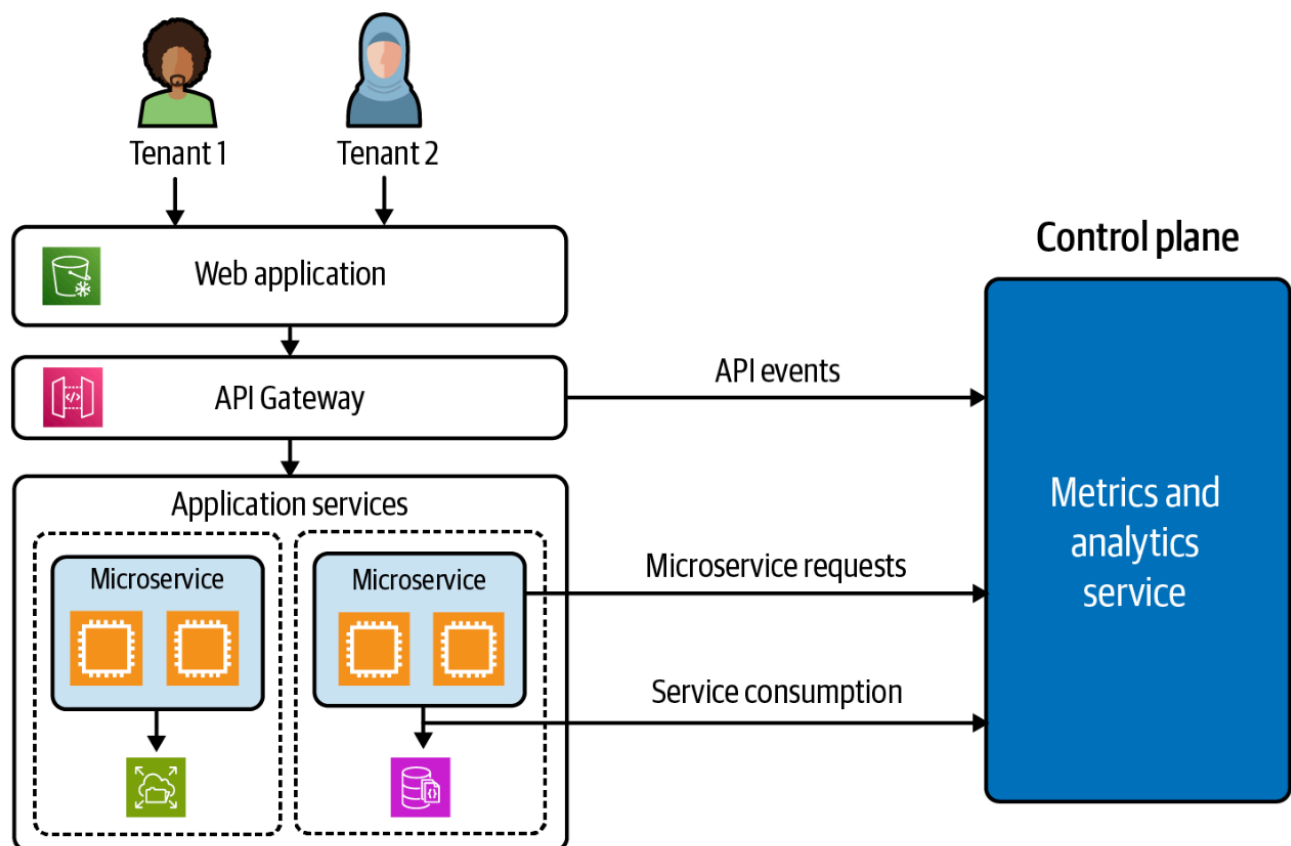 Tenant 1
Tenant 2
Web application
Control plane
API Gateway
API events
Application services
Microservice
Microservice
Microservice requests
Metrics and
analytics
service
Service consumption